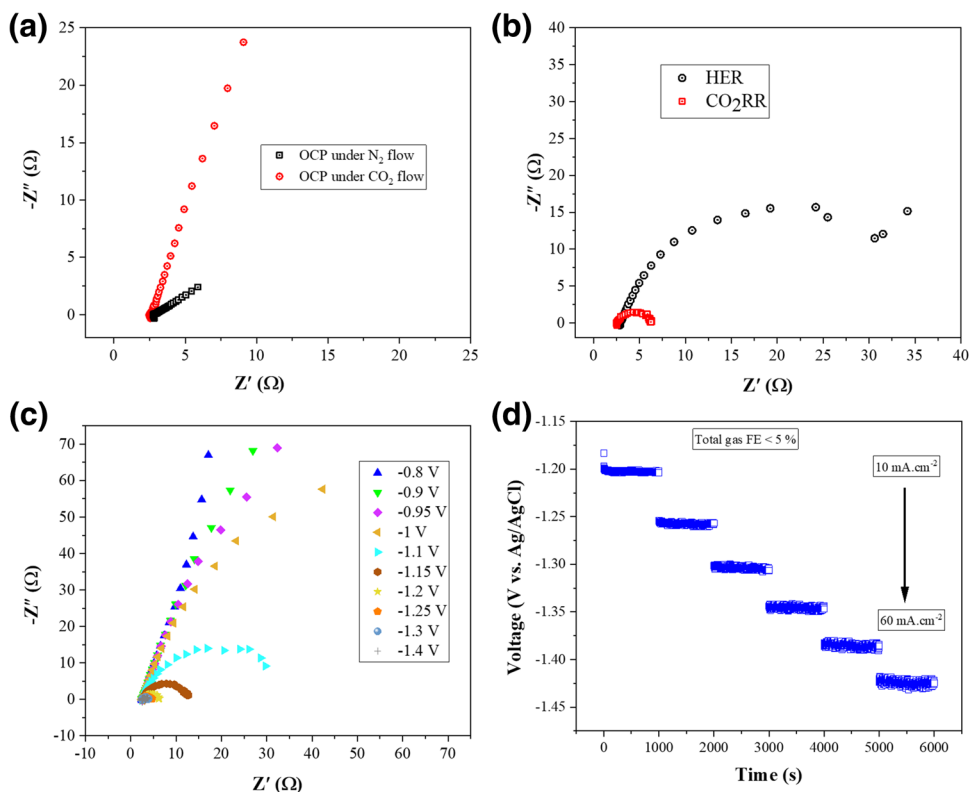 (a)
25
20
15
10
5
0
-Z″ (Ω)
OCP under N₂ flow
OCP under CO₂ flow
0 5 10 15 20 25
Z′ (Ω)
(b)
40
35
30
25
20
15
10
5
0
-Z″ (Ω)
HER
CO₂RR
0 5 10 15 20 25 30 35 40
Z′ (Ω)
(c)
70
60
50
40
30
20
10
0
-10
-Z″ (Ω)
-0.8 V
-0.9 V
-0.95 V
-1 V
-1.1 V
-1.15 V
-1.2 V
-1.25 V
-1.3 V
-1.4 V
-10 0 10 20 30 40 50 60 70
Z′ (Ω)
(d)
-1.15
-1.20
-1.25
-1.30
-1.35
-1.40
-1.45
Voltage (V vs. Ag/AgCl)
Total gas FE < 5 %
10 mA.cm⁻²
60 mA.cm⁻²
0 1000 2000 3000 4000 5000 6000
Time (s)